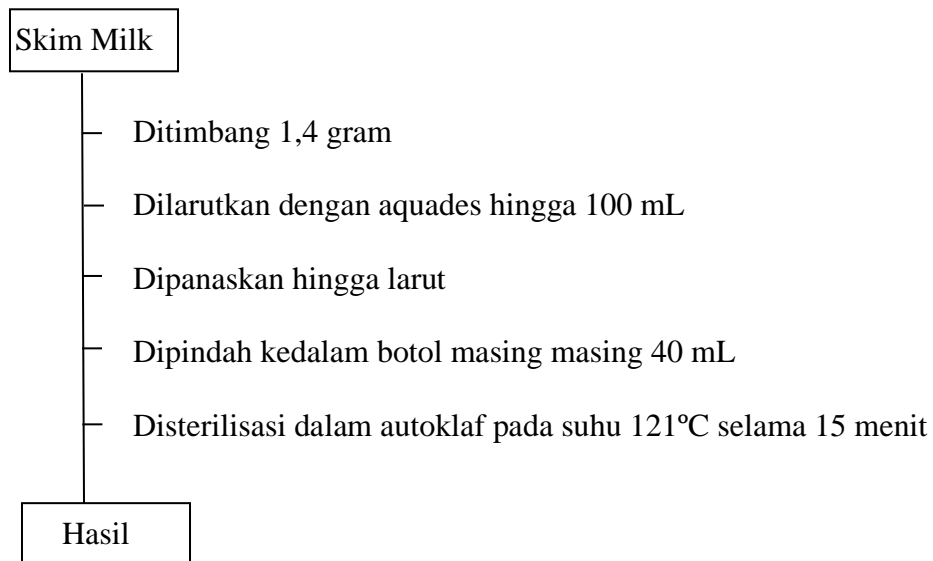 Skim Milk
Ditimbang 1,4 gram
Dilarutkan dengan aquades hingga 100 mL
Dipanaskan hingga larut
Dipindah kedalam botol masing masing 40 mL
Disterilisasi dalam autoklaf pada suhu 121ºC selama 15 menit
Hasil